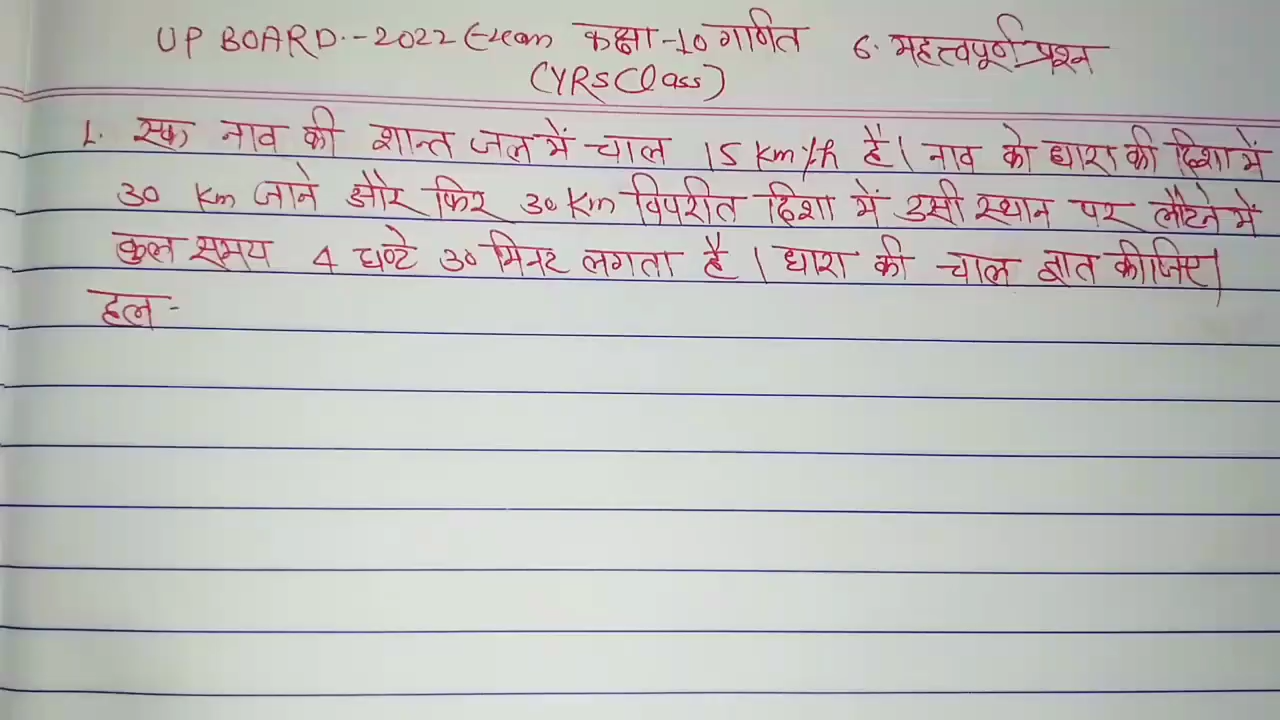 UP BOARD.-2022 Exam कक्षा-10 गणित 6. महत्त्वपूर्ण प्रश्न
(YRs Class)
1. एक नाव की शान्त जल में चाल 15 Km/h है। नाव को धारा की दिशा में
30 Km जाने और फिर 30 Km विपरीत दिशा में उसी स्थान पर लौटने में
कुल समय 4 घण्टे 30 मिनट लगता है। धारा की चाल ज्ञात कीजिए।
हल -